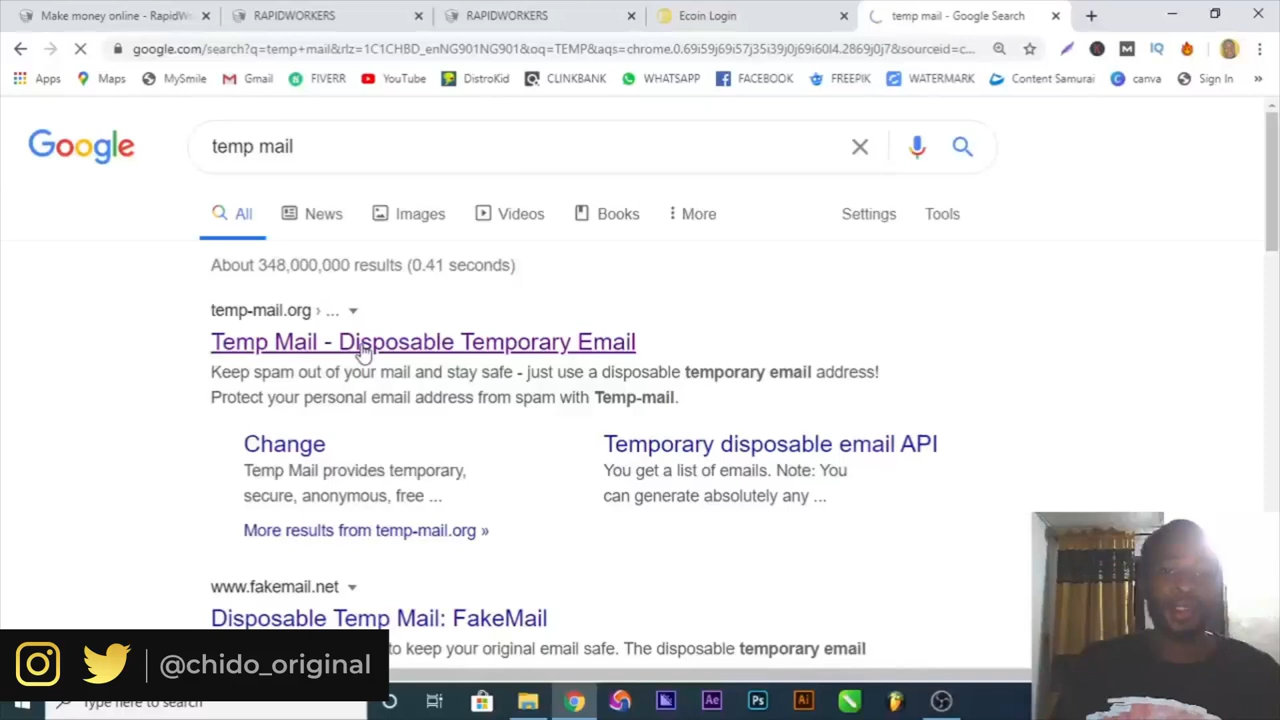 Make money online - RapidW
RAPIDWORKERS
RAPIDWORKERS
Ecoin Login
temp mail - Google Search
google.com/search?q=temp+mail&rlz=1C1CHBD_enNG901NG901&oq=TEMP&aqs=chrome.0.69i59j69i57j35i39j0j69i60l4.2869j0j7&sourceid=c...
Apps
Maps
MySmile
Gmail
FIVERR
YouTube
DistroKid
CLINKBANK
WHATSAPP
FACEBOOK
FREEPIK
WATERMARK
Content Samurai
canva
Sign In
»
Google
temp mail
All
News
Images
Videos
Books
More
Settings
Tools
About 348,000,000 results (0.41 seconds)
temp-mail.org › ...
Temp Mail - Disposable Temporary Email
Keep spam out of your mail and stay safe - just use a disposable temporary email address!
Protect your personal email address from spam with Temp-mail.
Change
Temp Mail provides temporary,
secure, anonymous, free ...
More results from temp-mail.org »
Temporary disposable email API
You get a list of emails. Note: You
can generate absolutely any ...
www.fakemail.net
Disposable Temp Mail: FakeMail
to keep your original email safe. The disposable temporary email
@chido_original
Type here to search
Ae
Ps
Ai